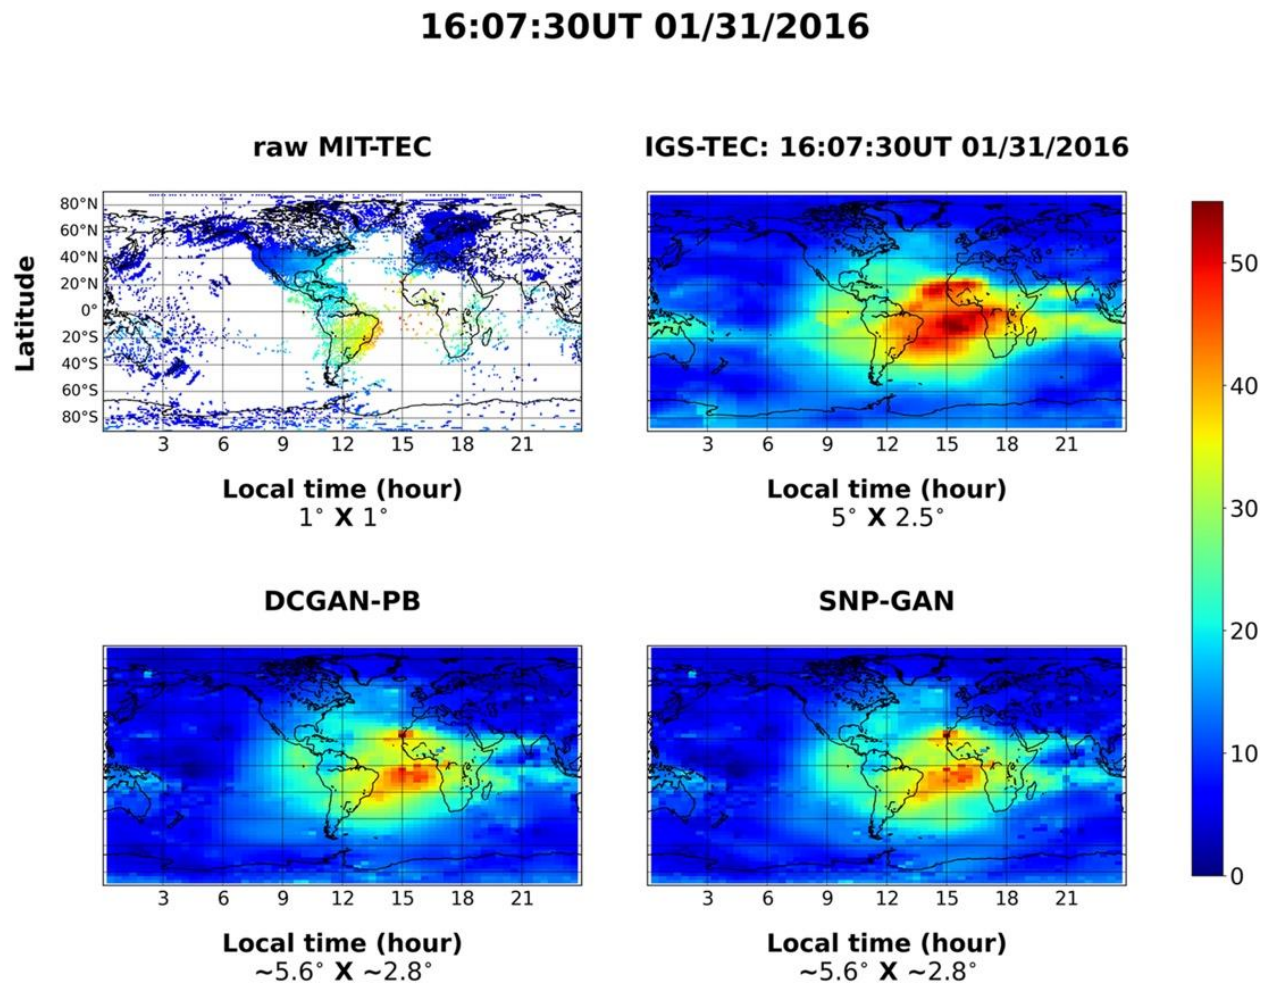 16:07:30UT 01/31/2016
raw MIT-TEC
IGS-TEC: 16:07:30UT 01/31/2016
80°N
60°N
40°N
20°N
0°
20°S
40°S
60°S
80°S
Latitude
3 6 9 12 15 18 21
3 6 9 12 15 18 21
Local time (hour)
1° X 1°
Local time (hour)
5° X 2.5°
50
40
30
20
10
0
DCGAN-PB
SNP-GAN
3 6 9 12 15 18 21
3 6 9 12 15 18 21
Local time (hour)
~5.6° X ~2.8°
Local time (hour)
~5.6° X ~2.8°